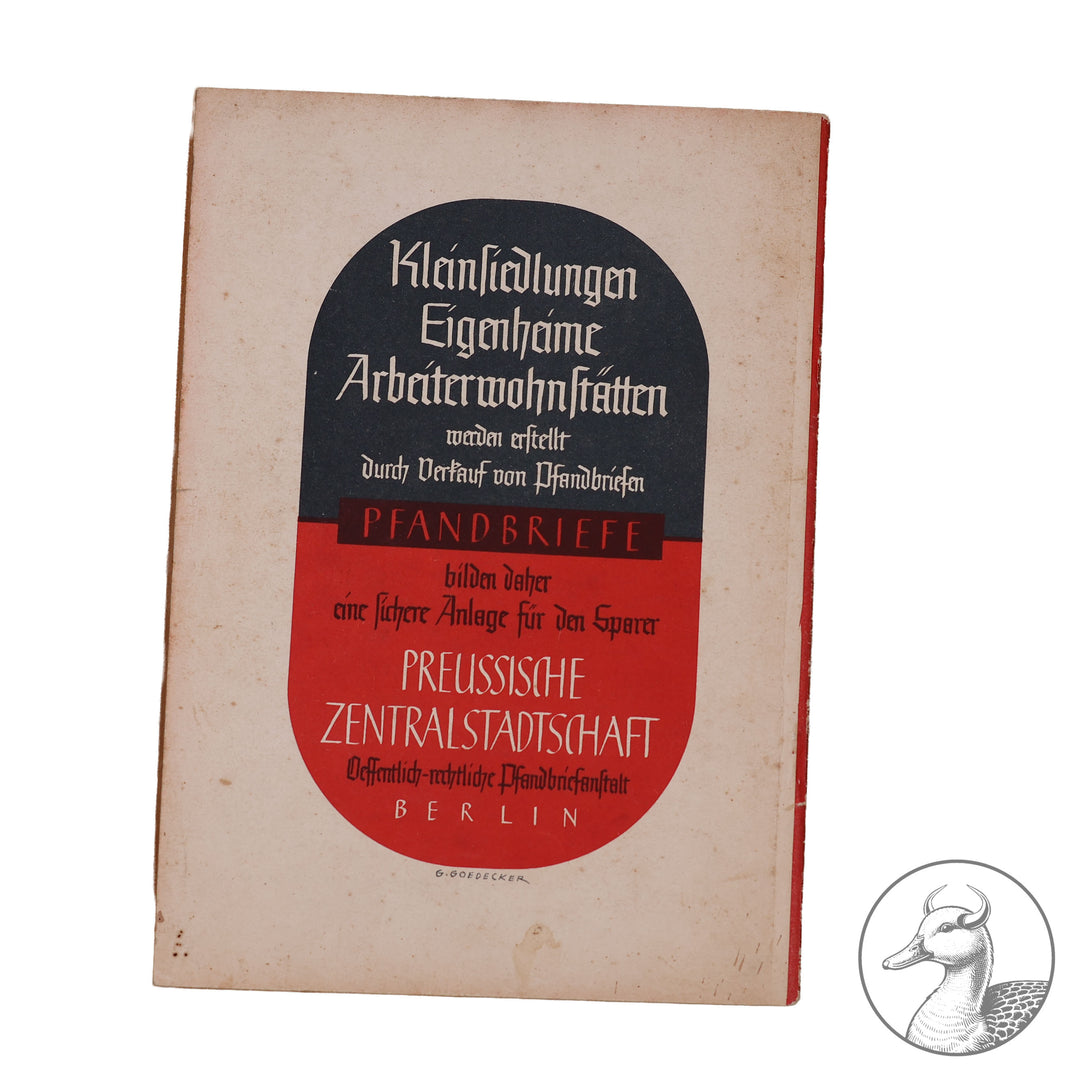 Kleinſiedlungen
Eigenheime
Arbeiterwohnſtätten
werden erſtellt
durch Verkauf von Pfandbriefen
PFANDBRIEFE
bilden daher
eine ſichere Anlage für den Sparer
PREUSSISCHE
ZENTRALSTADTSCHAFT
Oeffentlich-rechtliche Pfandbriefanſtalt
BERLIN
G. GOEDECKER